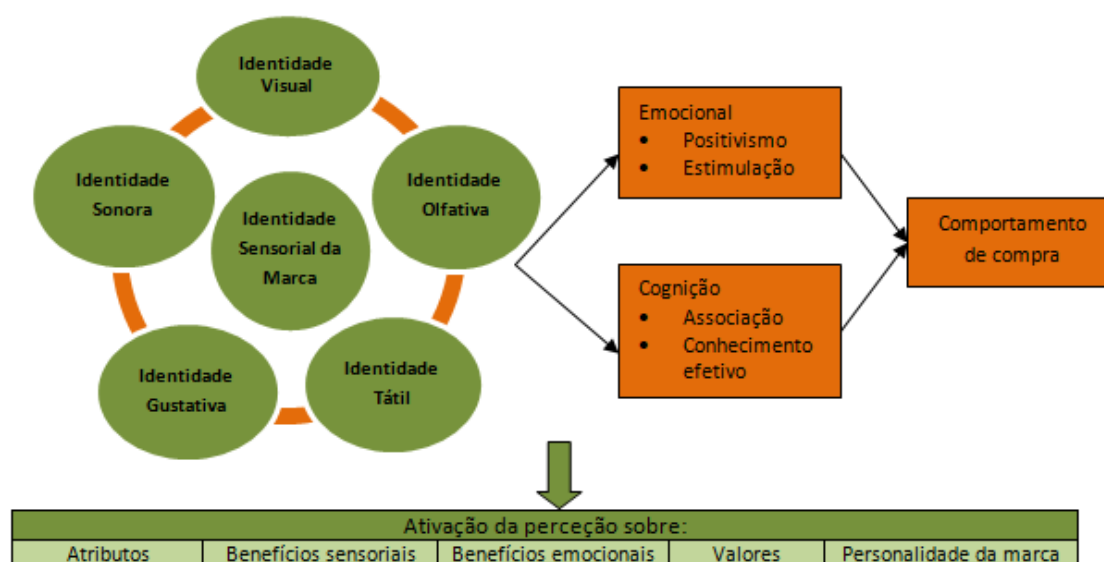 Identidade
Visual
Identidade
Sonora
Identidade
Olfativa
Identidade
Sensorial da
Marca
Identidade
Gustativa
Identidade
Tátil
Emocional
• Positivismo
• Estimulação
Cognição
• Associação
• Conhecimento
efetivo
Comportamento
de compra
Ativação da perceção sobre:
Atributos Benefícios sensoriais Benefícios emocionais Valores Personalidade da marca